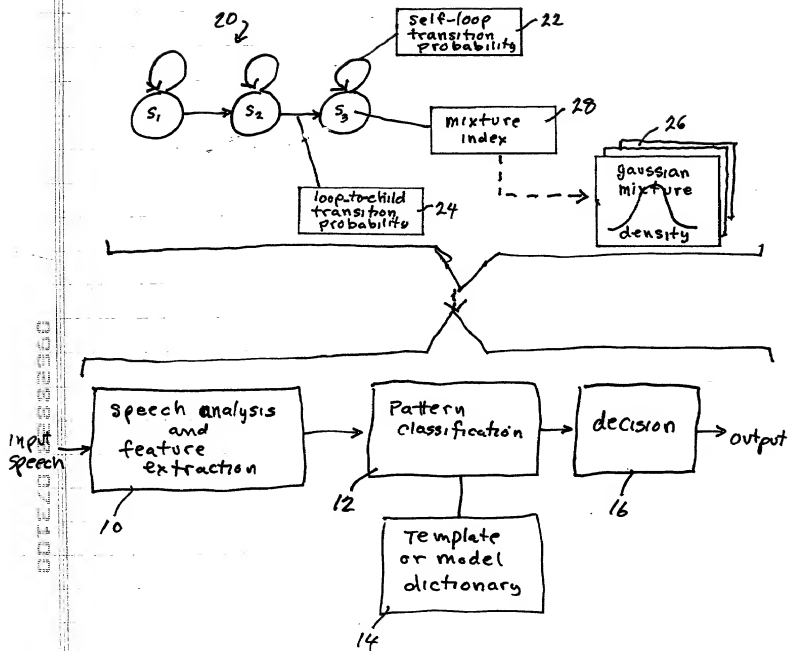 20
self-loop
transition
probability
22
S1
S2
S3
mixture
index
28
26
gaussian
mixture
density
loop-to-child
transition
probability
24
input
speech
speech analysis
and
feature
extraction
10
Pattern
classification
12
decision
16
output
Template
or model
dictionary
14